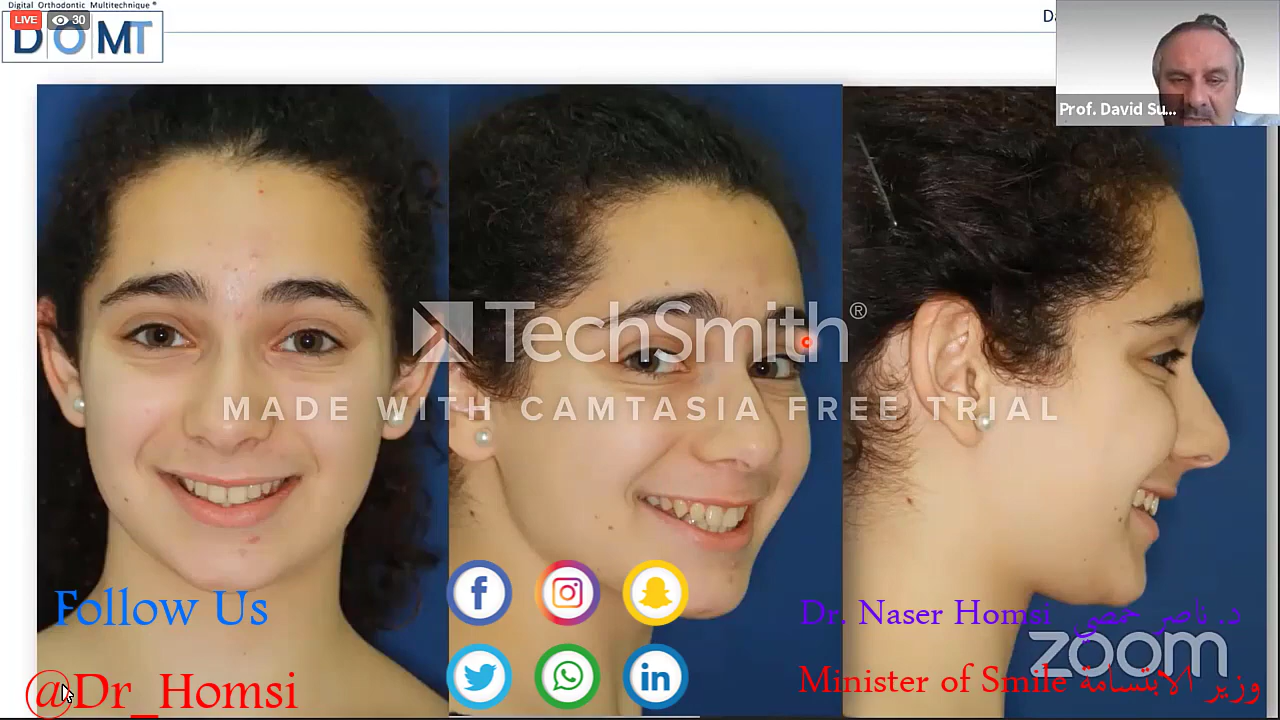 Digital Orthodontic Multitechnique ®
LIVE 30
DOMT
Prof. David Su...
TechSmith®
MADE WITH CAMTASIA FREE TRIAL
Follow Us
Dr. Naser Homsi د. ناصر حمصي
zoom
@Dr_Homsi
Minister of Smile وزير الابتسامة